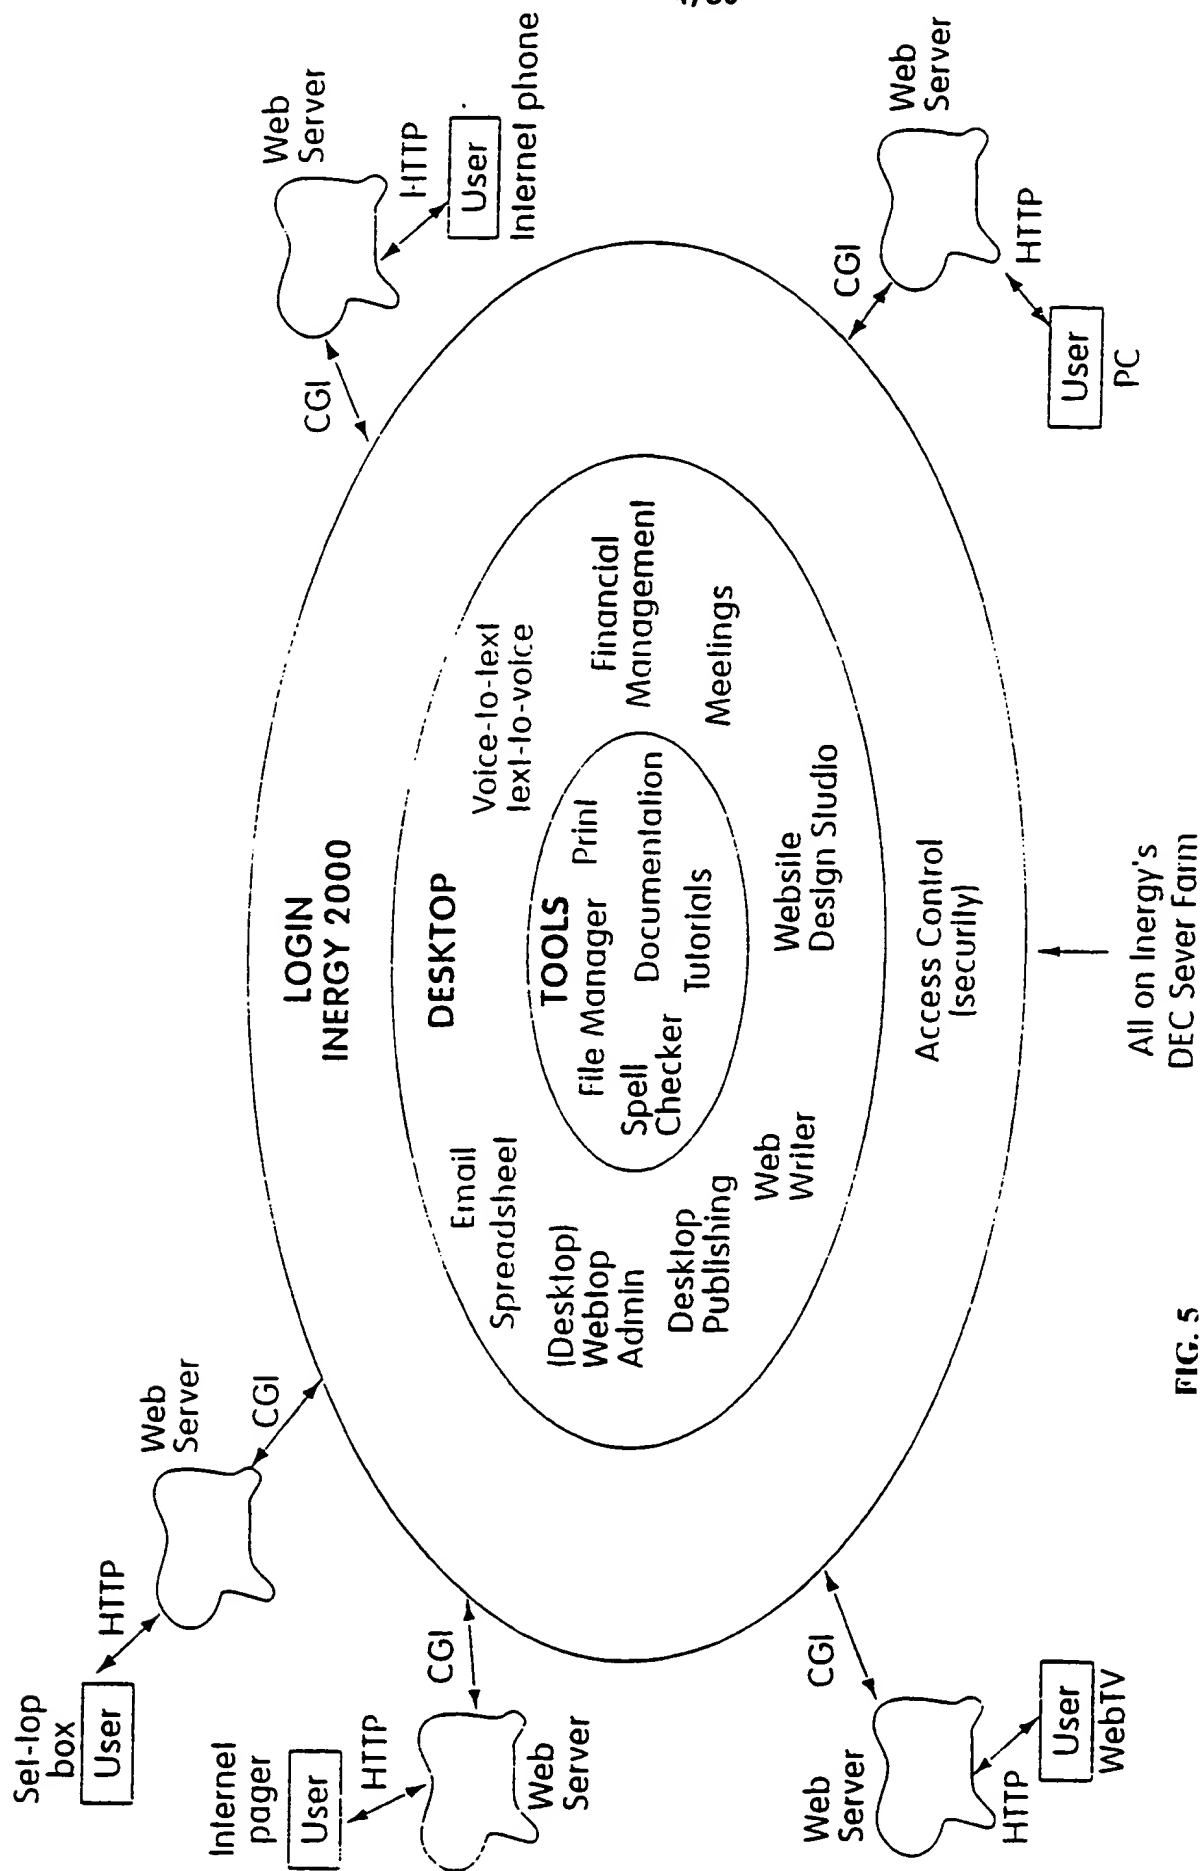 Set-top
box
User
HTTP
Web
Server
CGI
Internet
pager
User
HTTP
CGI
Web
Server
Web
Server
CGI
HTTP
User
WebTV
Web
Server
CGI
HTTP
User
Internet phone
Web
Server
CGI
HTTP
User
PC
LOGIN
INERGY 2000
DESKTOP
Email
Spreadsheet
(Desktop)
Webtop
Admin
Desktop
Publishing
Web
Writer
Voice-to-text
text-to-voice
Financial
Management
Meetings
Website
Design Studio
TOOLS
File Manager
Print
Spell
Checker
Documentation
Tutorials
Access Control
(security)
All on Inergy's
DEC Sever Farm
FIG. 5